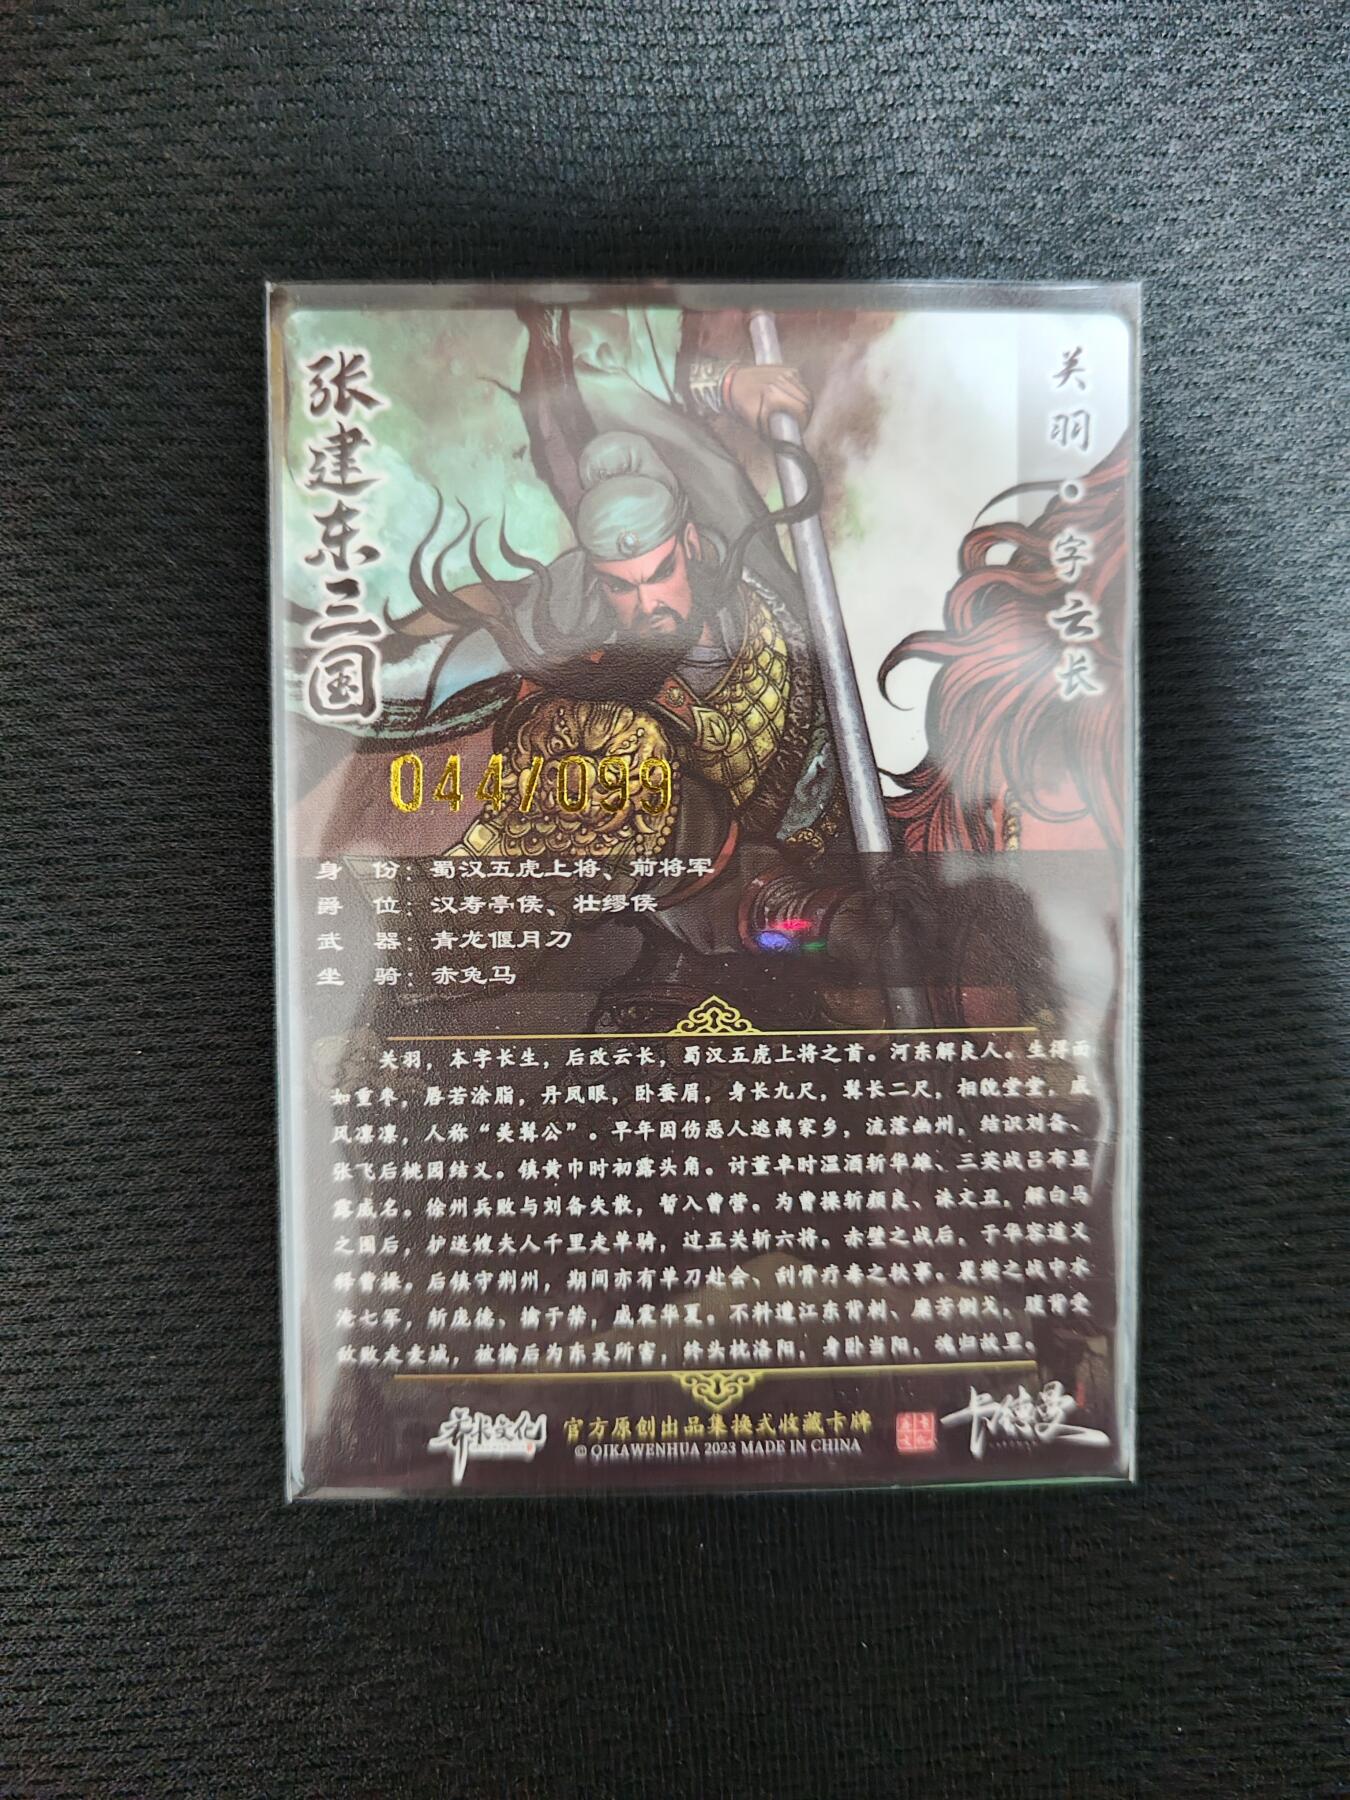 张建东三国
关羽·字云长
044/099
身 份：蜀汉五虎上将、前将军
爵 位：汉寿亭侯、壮缪侯
武 器：青龙偃月刀
坐 骑：赤兔马
关羽，本字长生，后改云长，蜀汉五虎上将之首。河东解良人。生得面
如重枣，唇若涂脂，丹凤眼，卧蚕眉，身长九尺，髯长二尺，相貌堂堂，威
风凛凛，人称“美髯公”。早年因伤恶人逃离家乡，流落幽州，结识刘备、
张飞后桃园结义。镇黄巾时初露头角。讨董卓时温酒斩华雄、三英战吕布显
露威名。徐州兵败与刘备失散，暂入曹营。为曹操斩颜良、诛文丑，解白马
之围后，护送嫂夫人千里走单骑，过五关斩六将。赤壁之战后，于华容道义
释曹操。后镇守荆州，期间亦有单刀赴会、刮骨疗毒之轶事。襄樊之战中水
淹七军，斩庞德、擒于禁，威震华夏。不料遭江东背刺、糜芳倒戈，腹背受
敌败走麦城，被擒后为东吴所害，终头枕洛阳，身卧当阳，魂归故里。
卡文化
官方原创出品集换式收藏卡牌
© QIKAWENHUA 2023 MADE IN CHINA
卡德曼